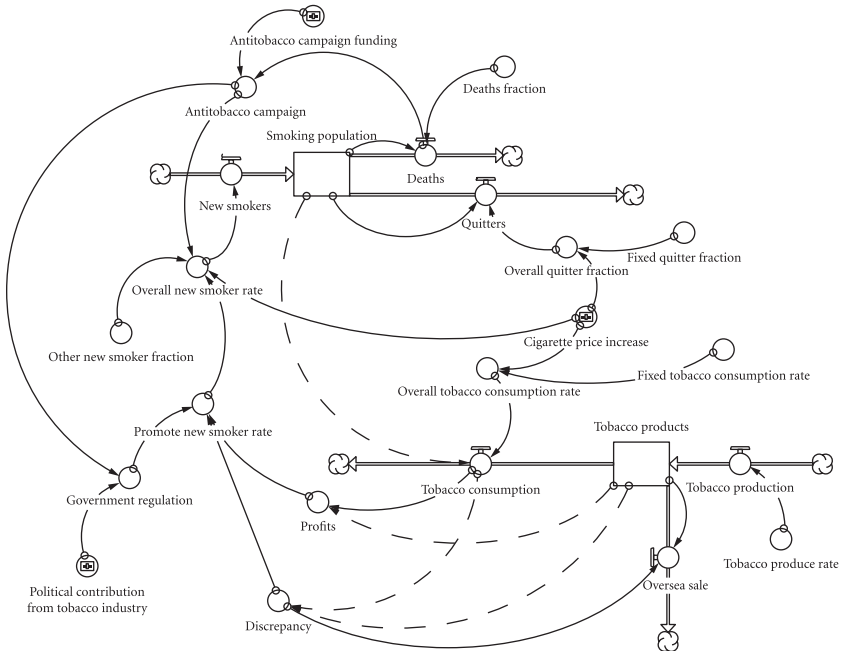 Antitobacco campaign funding
Deaths fraction
Antitobacco campaign
Smoking population
Deaths
New smokers
Quitters
Fixed quitter fraction
Overall quitter fraction
Overall new smoker rate
Cigarette price increase
Other new smoker fraction
Fixed tobacco consumption rate
Overall tobacco consumption rate
Tobacco products
Promote new smoker rate
Tobacco consumption
Tobacco production
Government regulation
Profits
Tobacco produce rate
Oversea sale
Political contribution
from tobacco industry
Discrepancy